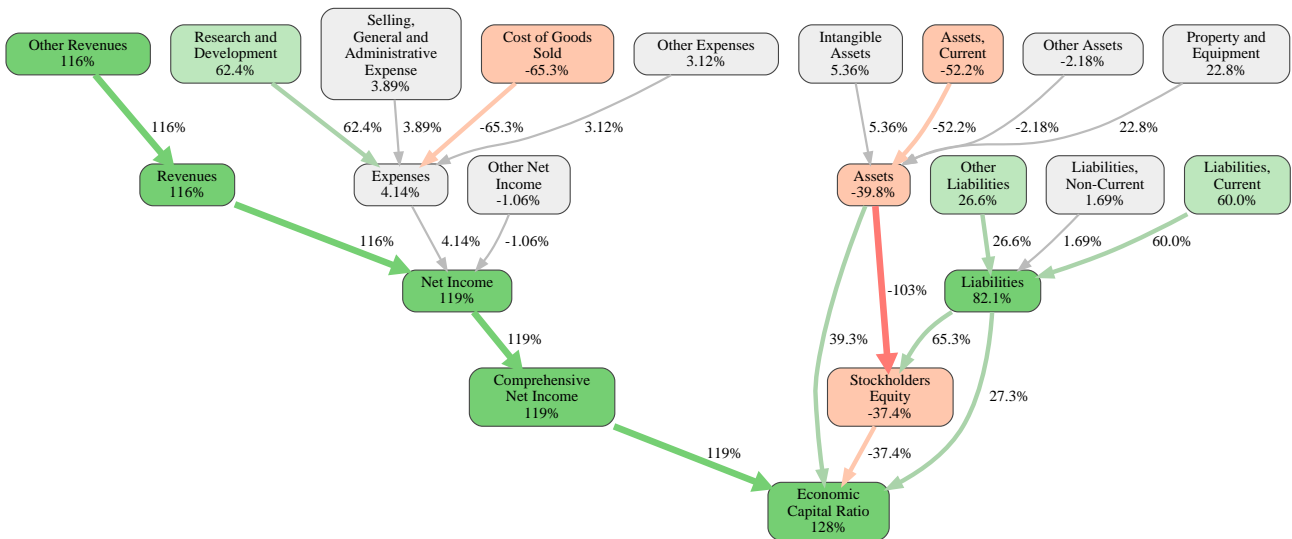 Other Revenues
116%
Research and
Development
62.4%
Selling,
General and
Administrative
Expense
3.89%
Cost of Goods
Sold
-65.3%
Other Expenses
3.12%
Intangible
Assets
5.36%
Assets,
Current
-52.2%
Other Assets
-2.18%
Property and
Equipment
22.8%
116%
62.4%
3.89%
-65.3%
3.12%
5.36%
-52.2%
-2.18%
22.8%
Revenues
116%
Expenses
4.14%
Other Net
Income
-1.06%
Assets
-39.8%
Other
Liabilities
26.6%
Liabilities,
Non-Current
1.69%
Liabilities,
Current
60.0%
116%
4.14%
-1.06%
26.6%
1.69%
60.0%
Net Income
119%
Liabilities
82.1%
-103%
119%
39.3%
65.3%
Comprehensive
Net Income
119%
Stockholders
Equity
-37.4%
27.3%
119%
-37.4%
Economic
Capital Ratio
128%